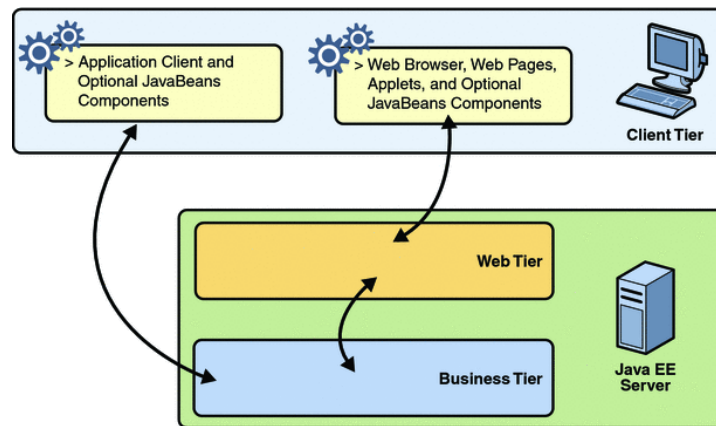 > Application Client and
Optional JavaBeans
Components
> Web Browser, Web Pages,
Applets, and Optional
JavaBeans Components
Client Tier
Web Tier
Business Tier
Java EE
Server